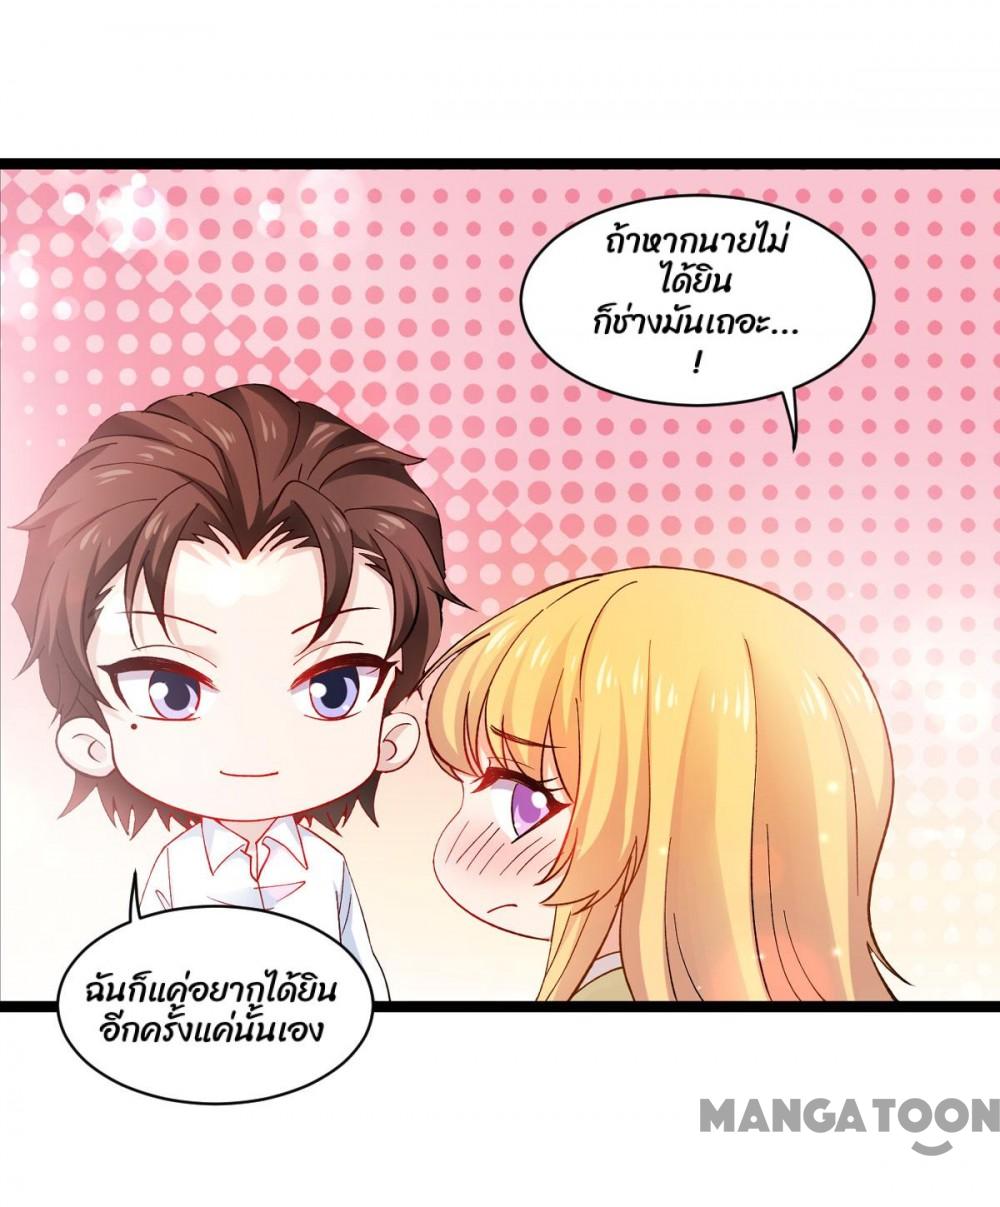 ถ้าหากนายไม่
ได้ยิน
ก็ช่างมันเถอะ...
!
ฉันก็แค่อยากได้ยิน
อีกครั้งแค่นั้นเอง
MANGATOON